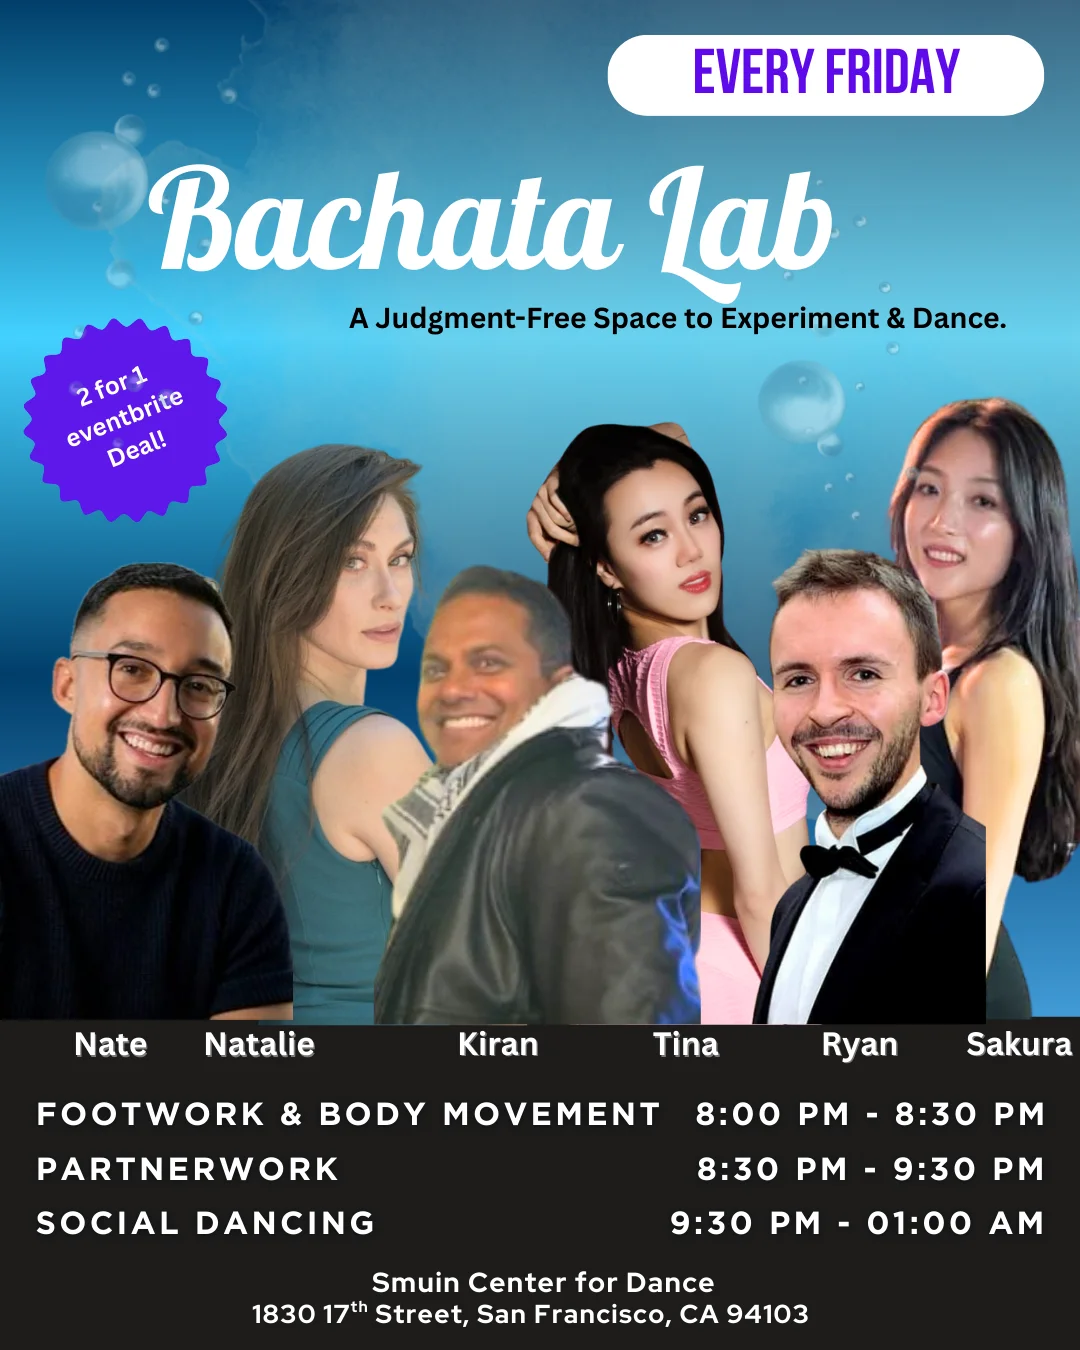 EVERY FRIDAY
Bachata Lab
A Judgment-Free Space to Experiment & Dance.
2 for 1
eventbrite
Deal!
Nate Natalie Kiran Tina Ryan Sakura
FOOTWORK & BODY MOVEMENT 8:00 PM - 8:30 PM
PARTNERWORK 8:30 PM - 9:30 PM
SOCIAL DANCING 9:30 PM - 01:00 AM
Smuin Center for Dance
1830 17th Street, San Francisco, CA 94103